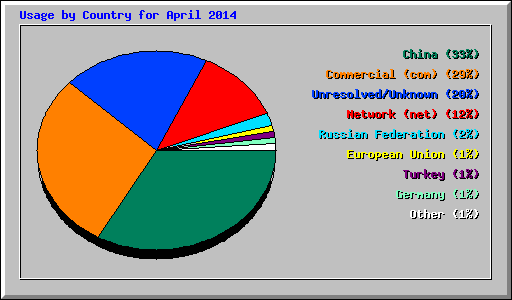 Usage by Country for April 2014
China (33%)
Commercial (com) (29%)
Unresolved/Unknown (20%)
Network (net) (12%)
Russian Federation (2%)
European Union (1%)
Turkey (1%)
Germany (1%)
Other (1%)